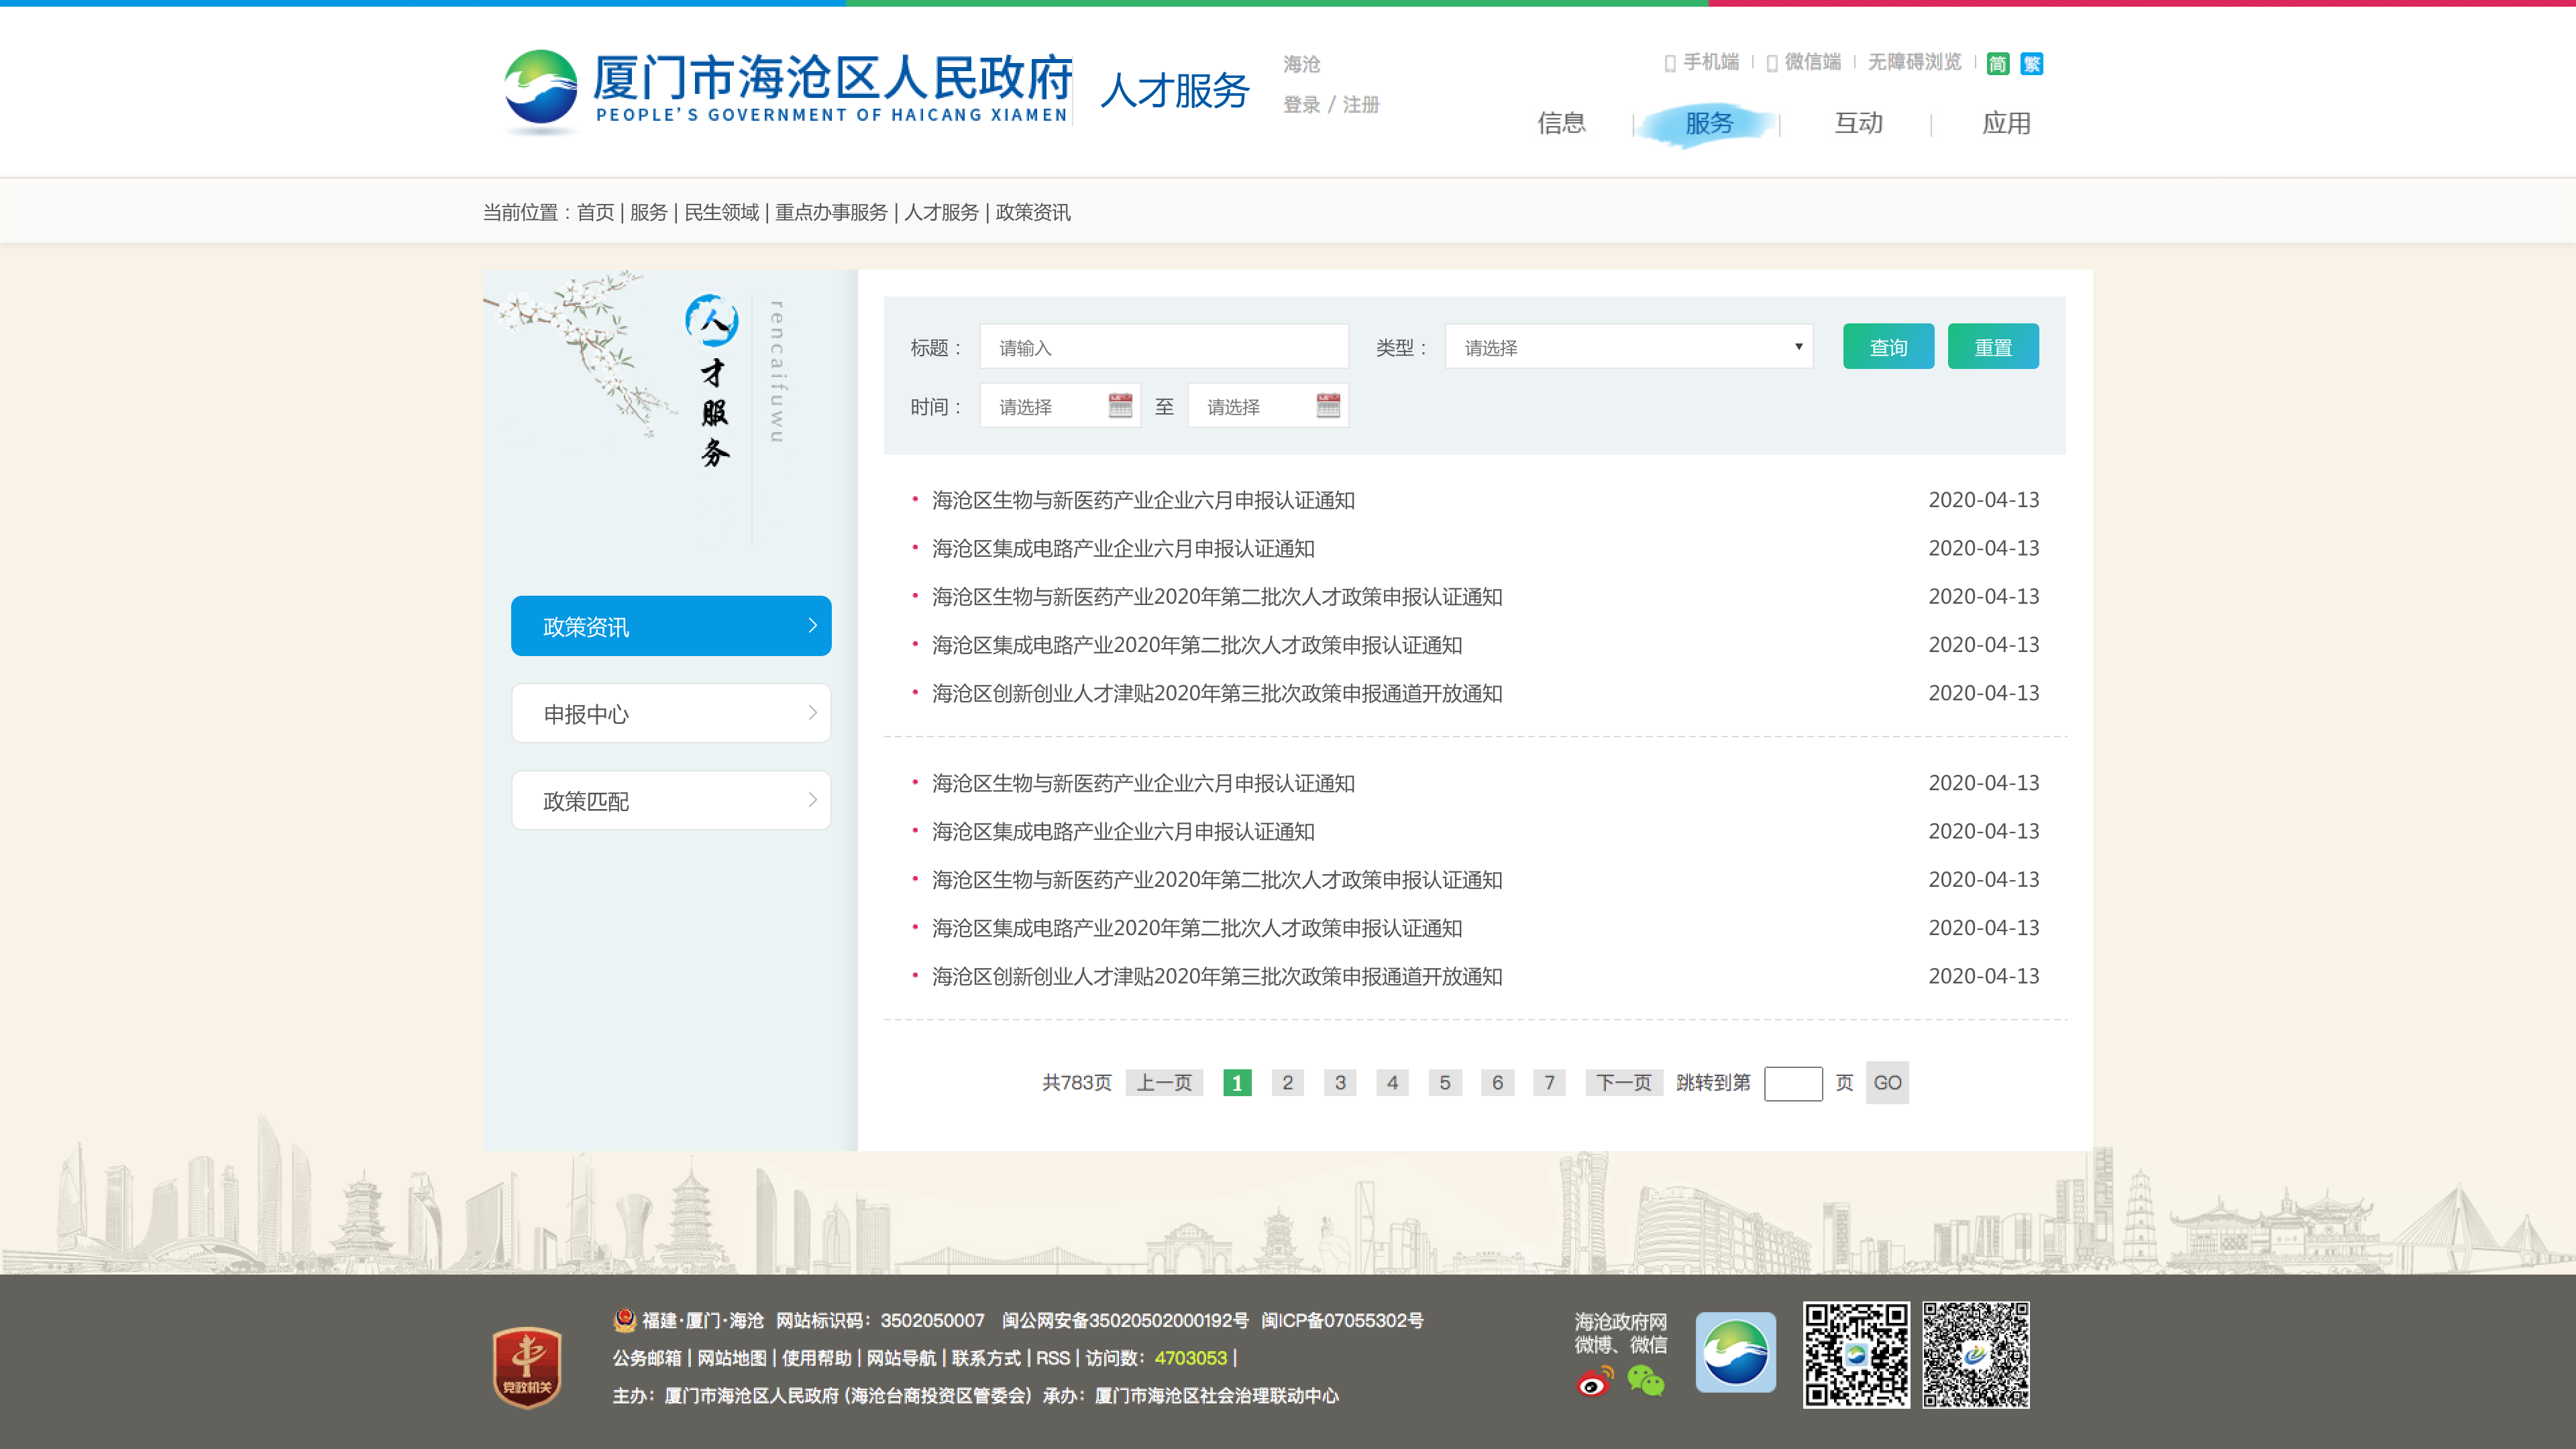 厦门市海沧区人民政府
PEOPLE'S GOVERNMENT OF HAICANG XIAMEN
人才服务
海沧
登录 / 注册
手机端 微信端 无障碍浏览 简 繁
信息 服务 互动 应用
当前位置：首页 | 服务 | 民生领域 | 重点办事服务 | 人才服务 | 政策资讯
人才服务
rencaifuwu
政策资讯
申报中心
政策匹配
标题： 请输入 类型： 请选择 查询 重置
时间： 请选择 至 请选择
海沧区生物与新医药产业企业六月申报认证通知 2020-04-13
海沧区集成电路产业企业六月申报认证通知 2020-04-13
海沧区生物与新医药产业2020年第二批次人才政策申报认证通知 2020-04-13
海沧区集成电路产业2020年第二批次人才政策申报认证通知 2020-04-13
海沧区创新创业人才津贴2020年第三批次政策申报通道开放通知 2020-04-13
海沧区生物与新医药产业企业六月申报认证通知 2020-04-13
海沧区集成电路产业企业六月申报认证通知 2020-04-13
海沧区生物与新医药产业2020年第二批次人才政策申报认证通知 2020-04-13
海沧区集成电路产业2020年第二批次人才政策申报认证通知 2020-04-13
海沧区创新创业人才津贴2020年第三批次政策申报通道开放通知 2020-04-13
共783页 上一页 1 2 3 4 5 6 7 下一页 跳转到第 页 GO
党政机关
福建·厦门·海沧 网站标识码：3502050007 闽公网安备35020502000192号 闽ICP备07055302号
公务邮箱 | 网站地图 | 使用帮助 | 网站导航 | 联系方式 | RSS | 访问数：4703053 |
主办：厦门市海沧区人民政府 (海沧台商投资区管委会) 承办：厦门市海沧区社会治理联动中心
海沧政府网
微博、微信